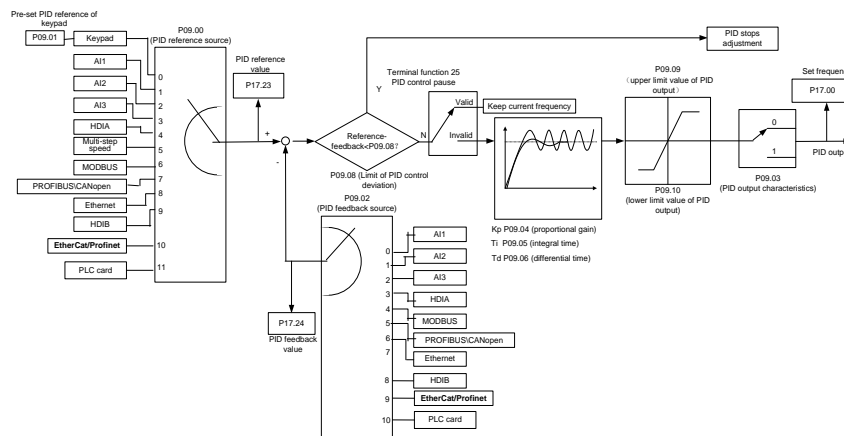 Pre-set PID reference of
keypad
P09.01
Keypad
AI1
AI2
AI3
HDIA
Multi-step
speed
MODBUS
PROFIBUS\CANopen
Ethernet
HDIB
EtherCat/Profinet
PLC card
P09.00
(PID reference source)
0
1
2
3
4
5
6
7
8
9
10
11
PID reference
value
P17.23
+
-
P17.24
PID feedback
value
Reference-
feedback<P09.08?
Y
N
P09.08 (Limit of PID control
deviation)
P09.02
(PID feedback source)
0
1
2
3
4
5
6
7
8
9
10
AI1
AI2
AI3
HDIA
MODBUS
PROFIBUS\CANopen
Ethernet
HDIB
EtherCat/Profinet
PLC card
Terminal function 25
PID control pause
Valid
Invalid
Keep current frequency
PID stops
adjustment
Kp P09.04 (proportional gain)
Ti P09.05 (integral time)
Td P09.06 (differential time)
P09.09
(upper limit value of PID
output)
P09.10
(lower limit value of PID
output)
0
1
P09.03
(PID output characteristics)
Set frequen
P17.00
PID outp